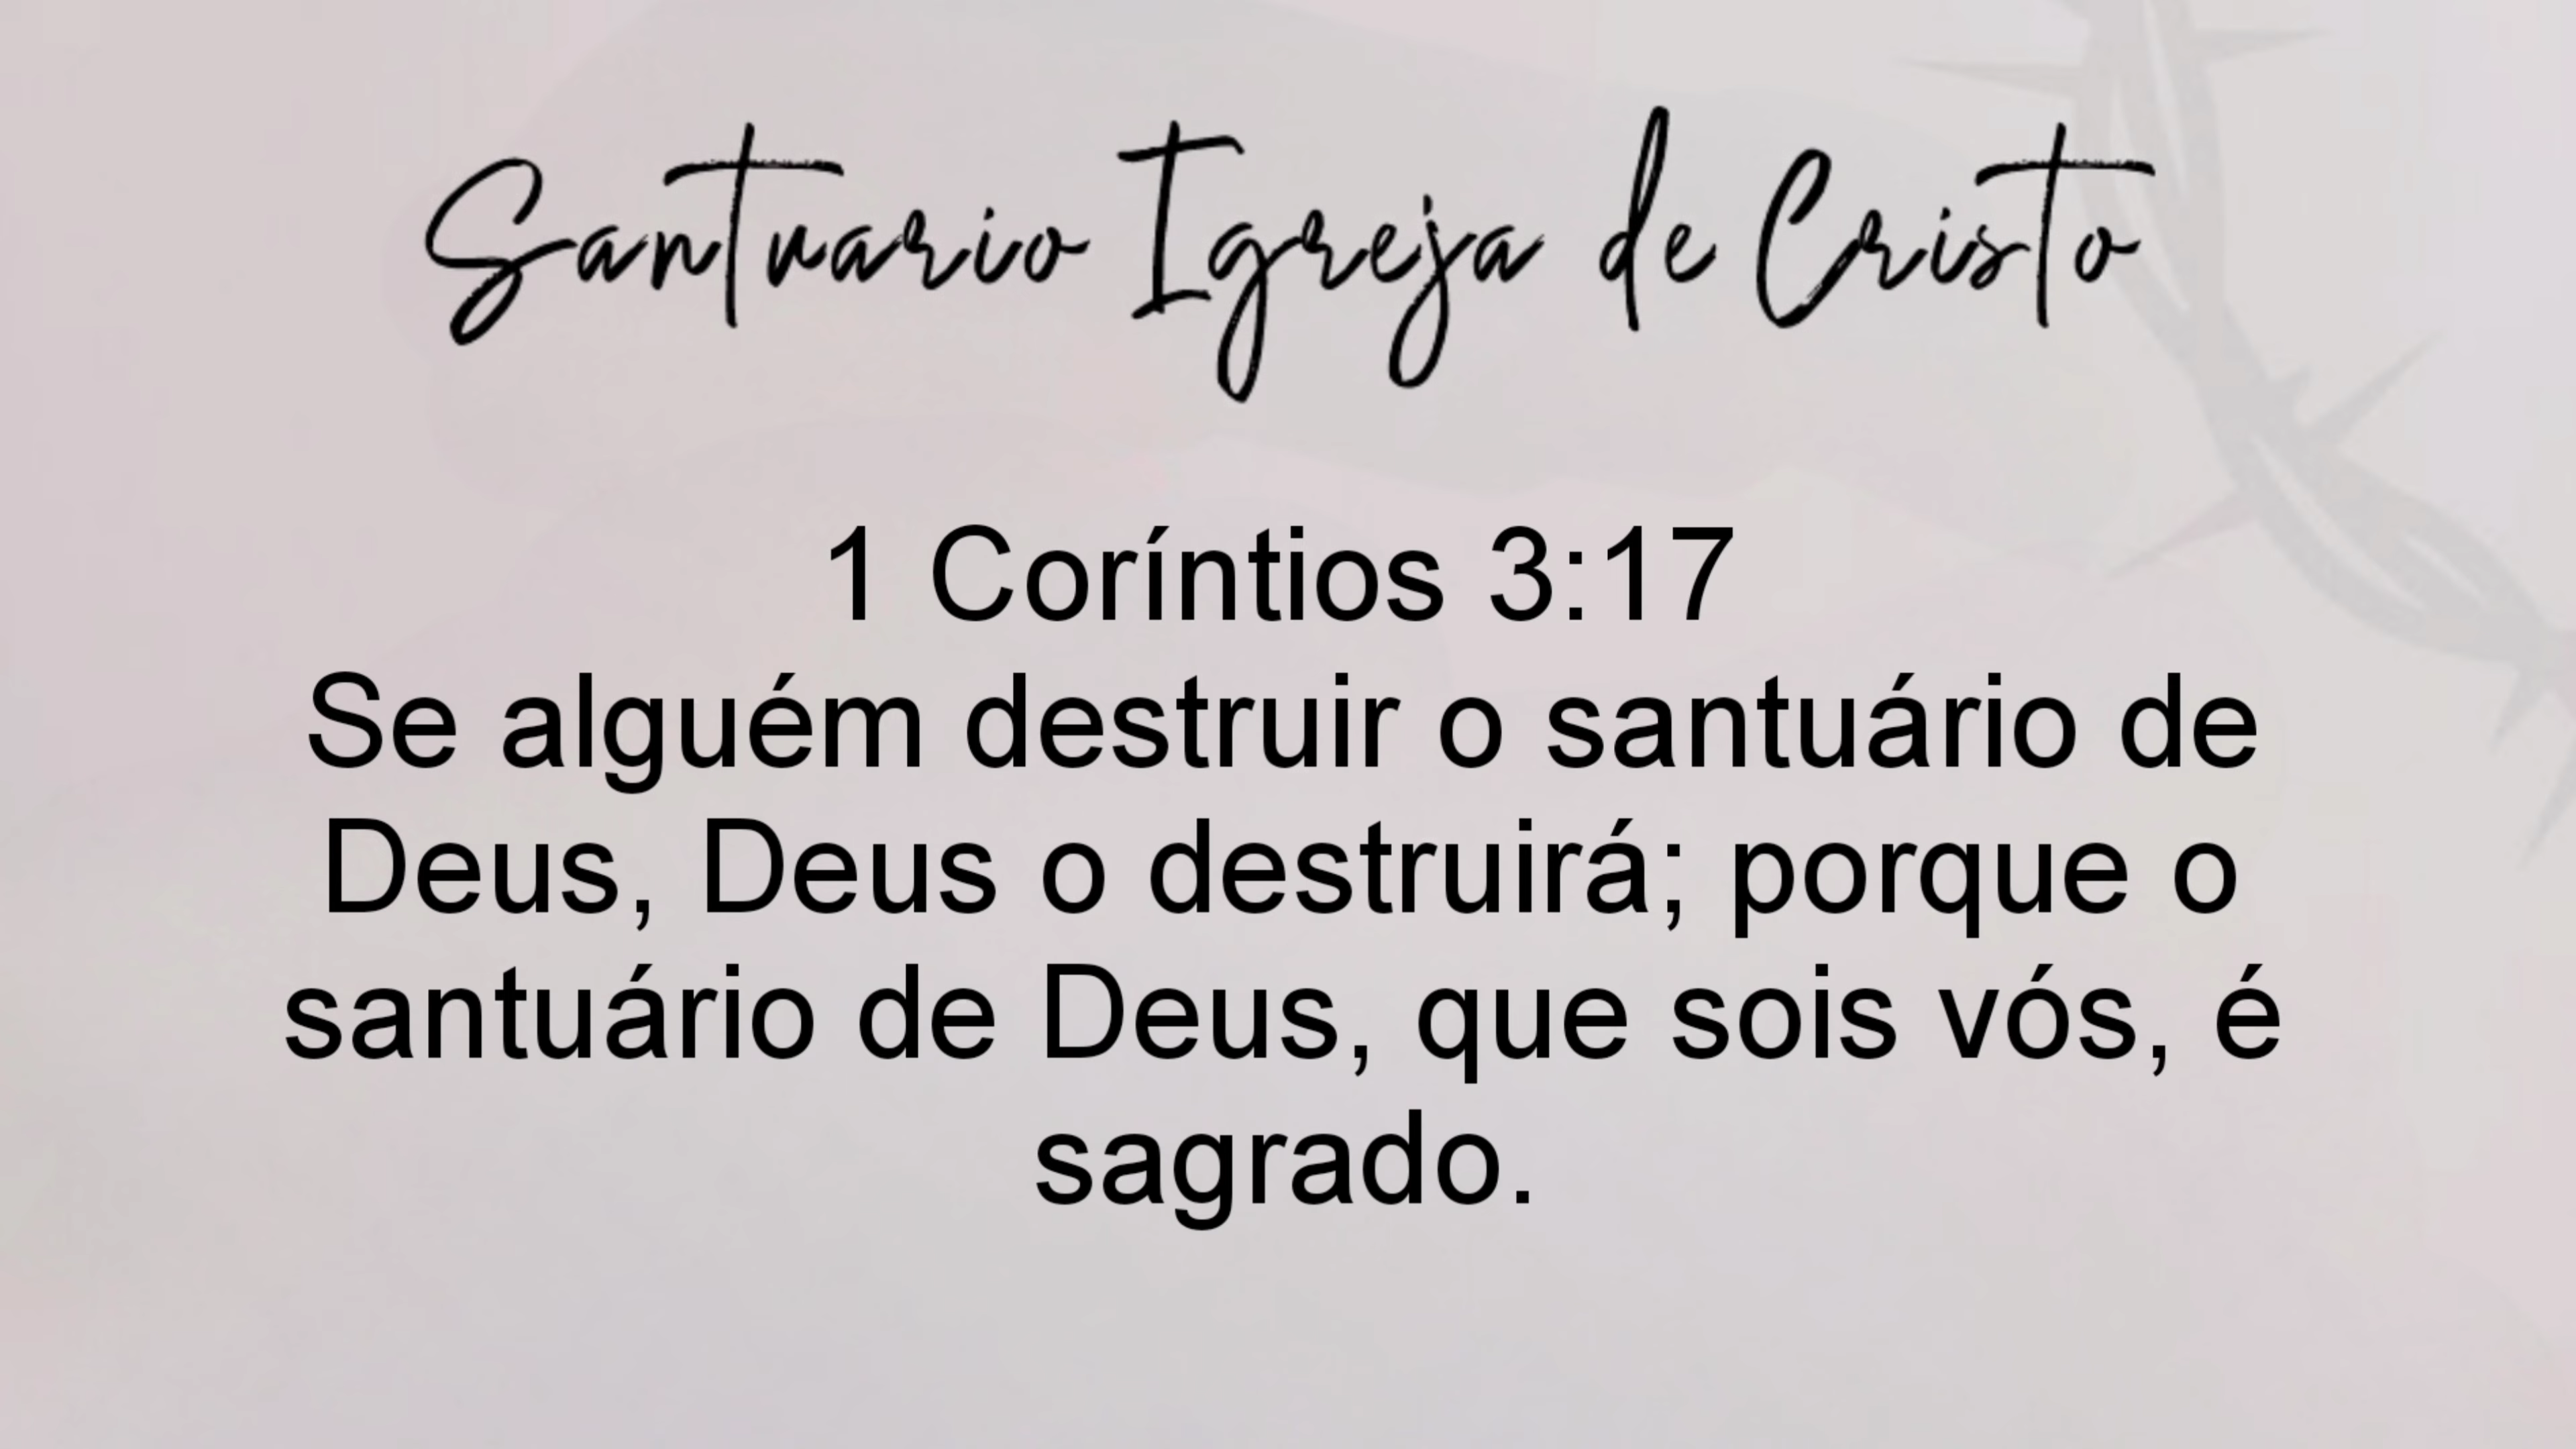 Santuario Igreja de Cristo
1 Coríntios 3:17
Se alguém destruir o santuário de
Deus, Deus o destruirá; porque o
santuário de Deus, que sois vós, é
sagrado.